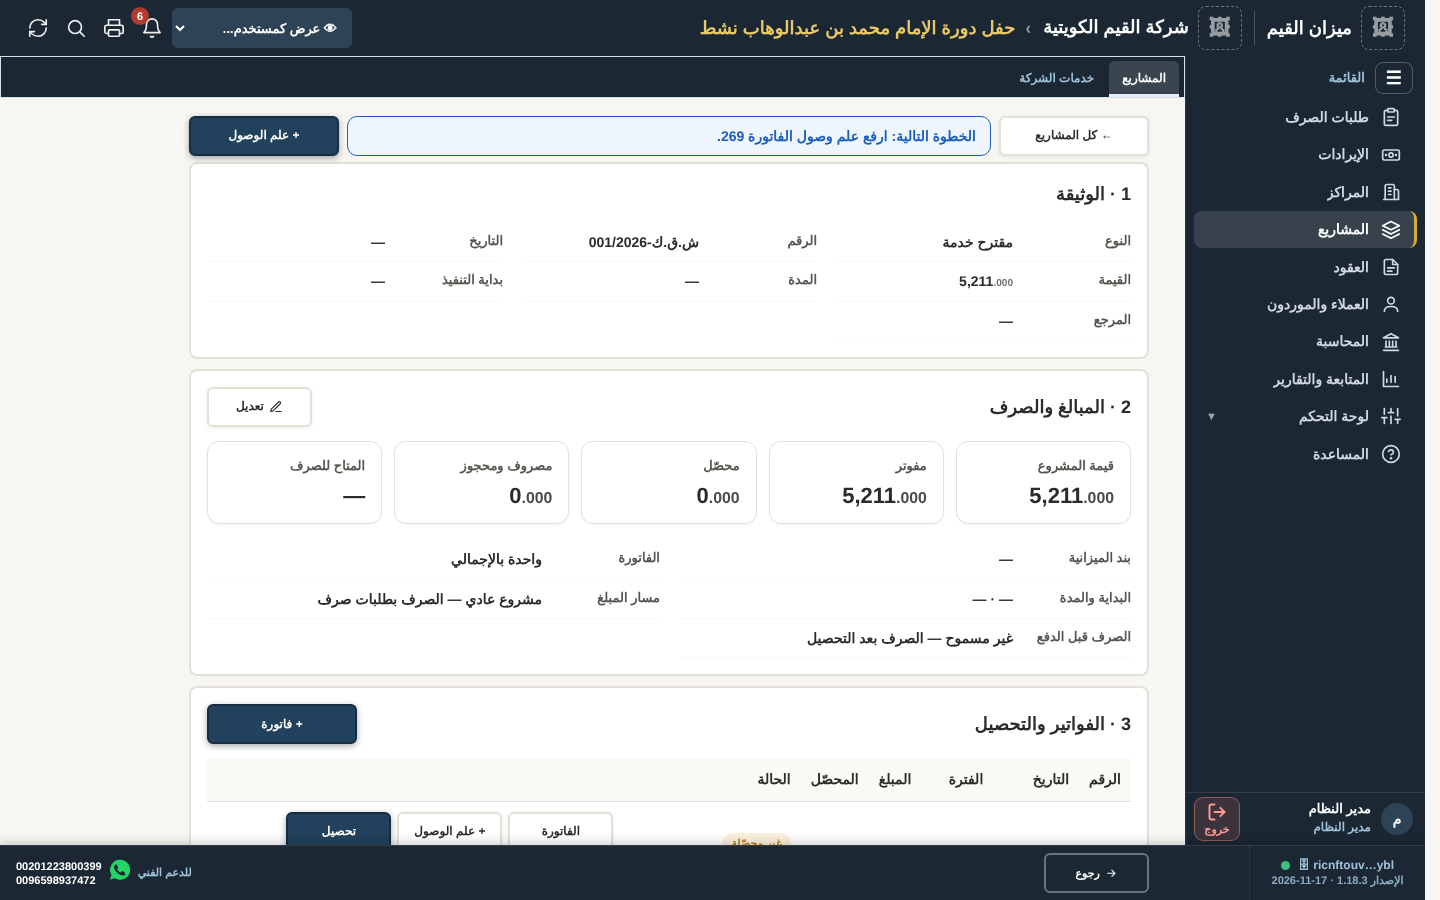 ميزان القيم
شركة القيم الكويتية › حفل دورة الإمام محمد بن عبدالوهاب نشط
عرض كمستخدم...
6
القائمة
طلبات الصرف
الإيرادات
المراكز
المشاريع
العقود
العملاء والموردون
المحاسبة
المتابعة والتقارير
لوحة التحكم ▼
المساعدة
م
مدير النظام
مدير النظام
خروج
المشاريع خدمات الشركة
← كل المشاريع
الخطوة التالية: ارفع علم وصول الفاتورة 269.
+ علم الوصول
1 · الوثيقة
النوع مقترح خدمة الرقم ش.ق.ك-001/2026 التاريخ —
القيمة 5,211.000 المدة — بداية التنفيذ —
المرجع —
2 · المبالغ والصرف
تعديل
قيمة المشروع 5,211.000
مفوتر 5,211.000
محصّل 0.000
مصروف ومحجوز 0.000
المتاح للصرف —
بند الميزانية — الفاتورة واحدة بالإجمالي
البداية والمدة — · — مسار المبلغ مشروع عادي — الصرف بطلبات صرف
الصرف قبل الدفع غير مسموح — الصرف بعد التحصيل
3 · الفواتير والتحصيل
+ فاتورة
الرقم التاريخ الفترة المبلغ المحصّل الحالة
غير محصّلة
الفاتورة + علم الوصول تحصيل
ricnftouv…ybl
الإصدار 1.18.3 · 2026-11-17
→ رجوع
للدعم الفني
00201223800399
0096598937472